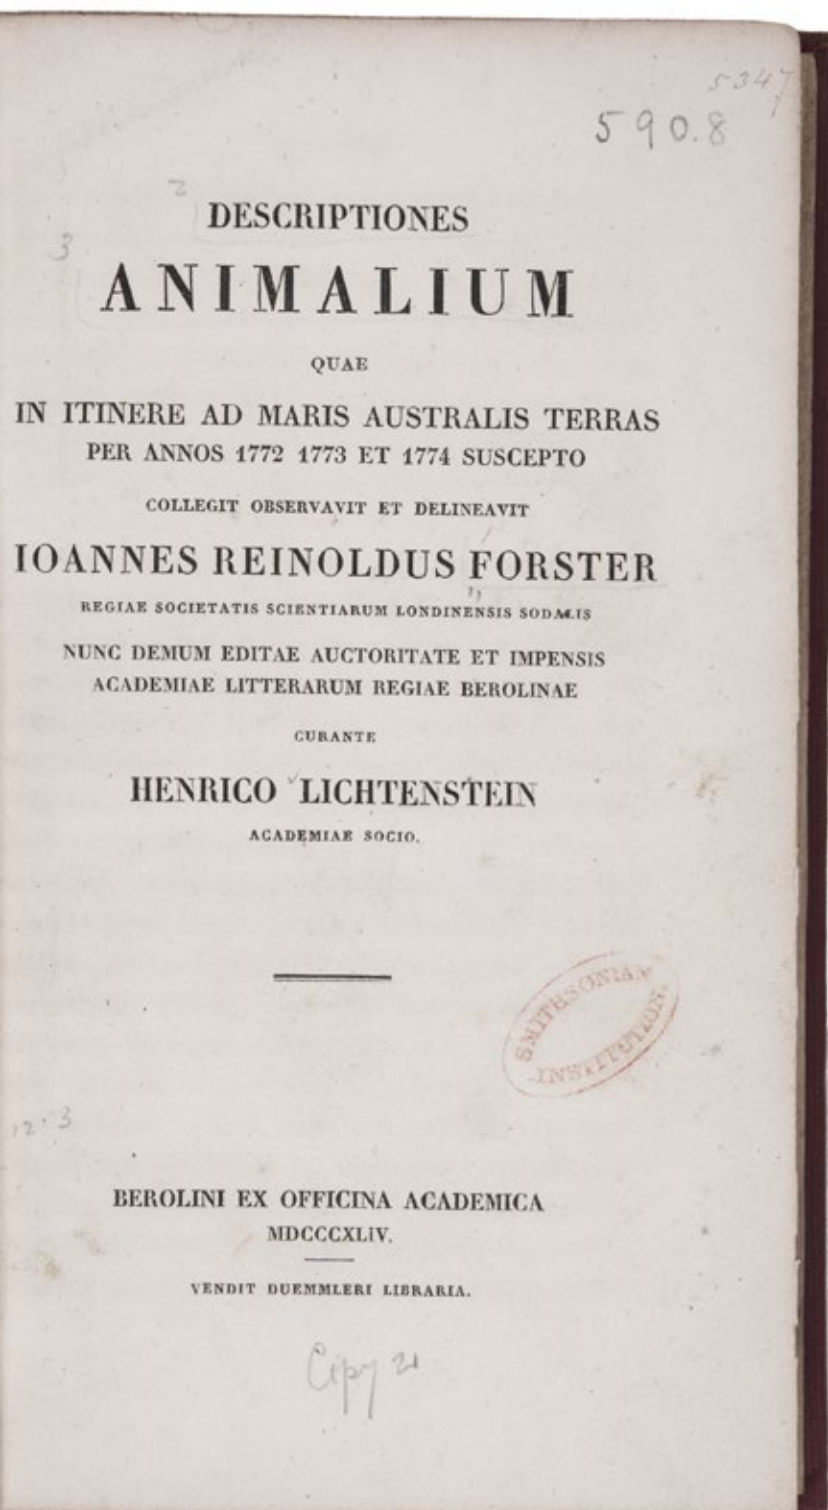 5347
590.8
2
DESCRIPTIONES
3
ANIMALIUM
QUAE
IN ITINERE AD MARIS AUSTRALIS TERRAS
PER ANNOS 1772 1773 ET 1774 SUSCEPTO
COLLEGIT OBSERVAVIT ET DELINEAVIT
IOANNES REINOLDUS FORSTER
REGIAE SOCIETATIS SCIENTIARUM LONDINENSIS SODALIS
NUNC DEMUM EDITAE AUCTORITATE ET IMPENSIS
ACADEMIAE LITTERARUM REGIAE BEROLINAE
CURANTE
HENRICO LICHTENSTEIN
ACADEMIAE SOCIO.
SMITHSONIAN
INSTITUTION.
12.3
BEROLINI EX OFFICINA ACADEMICA
MDCCCXLIV.
VENDIT DUEMMLERI LIBRARIA.
Copy